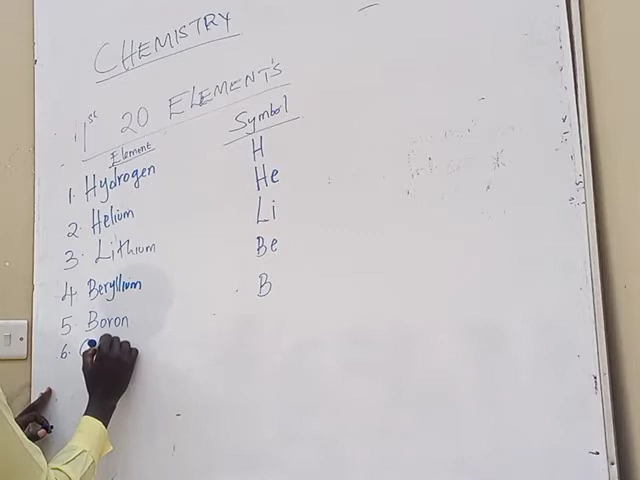 CHEMISTRY
1st 20 ELEMENT'S
Element Symbol
1. Hydrogen H
2. Helium He
3. Lithium Li
4 Beryllium Be
5. Boron B
6.